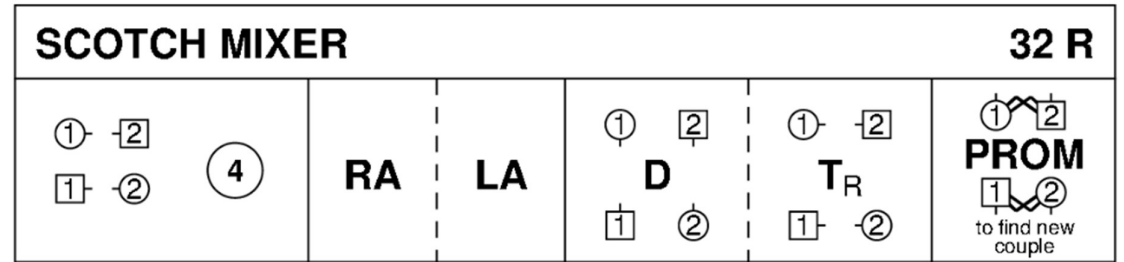 SCOTCH MIXER 32 R
1 2
1 2
4
RA
LA
1 2
D
1 2
1 2
TR
1 2
1 2
PROM
1 2
to find new
couple